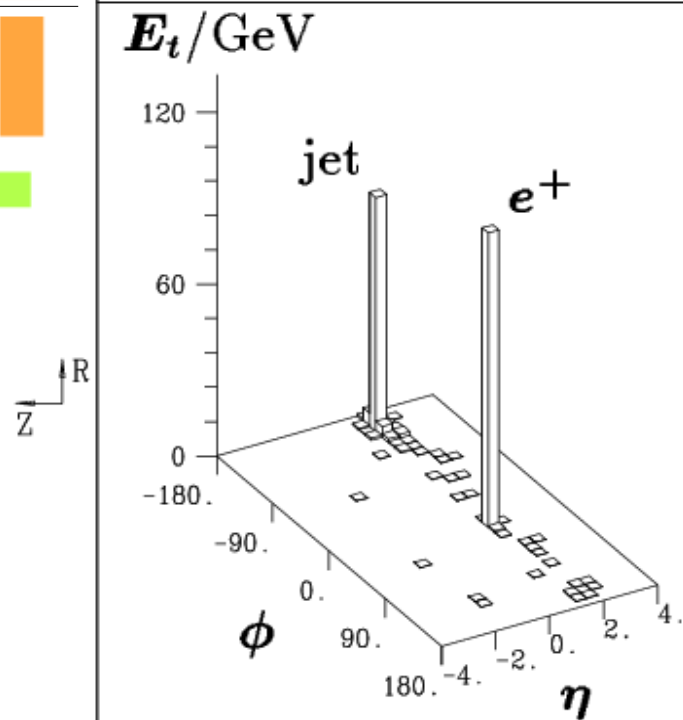 E_t/GeV
120
jet
e^+
60
R
Z
0
-180.
-90.
0.
90.
180.
ϕ
-4.
-2.
0.
2.
4.
η